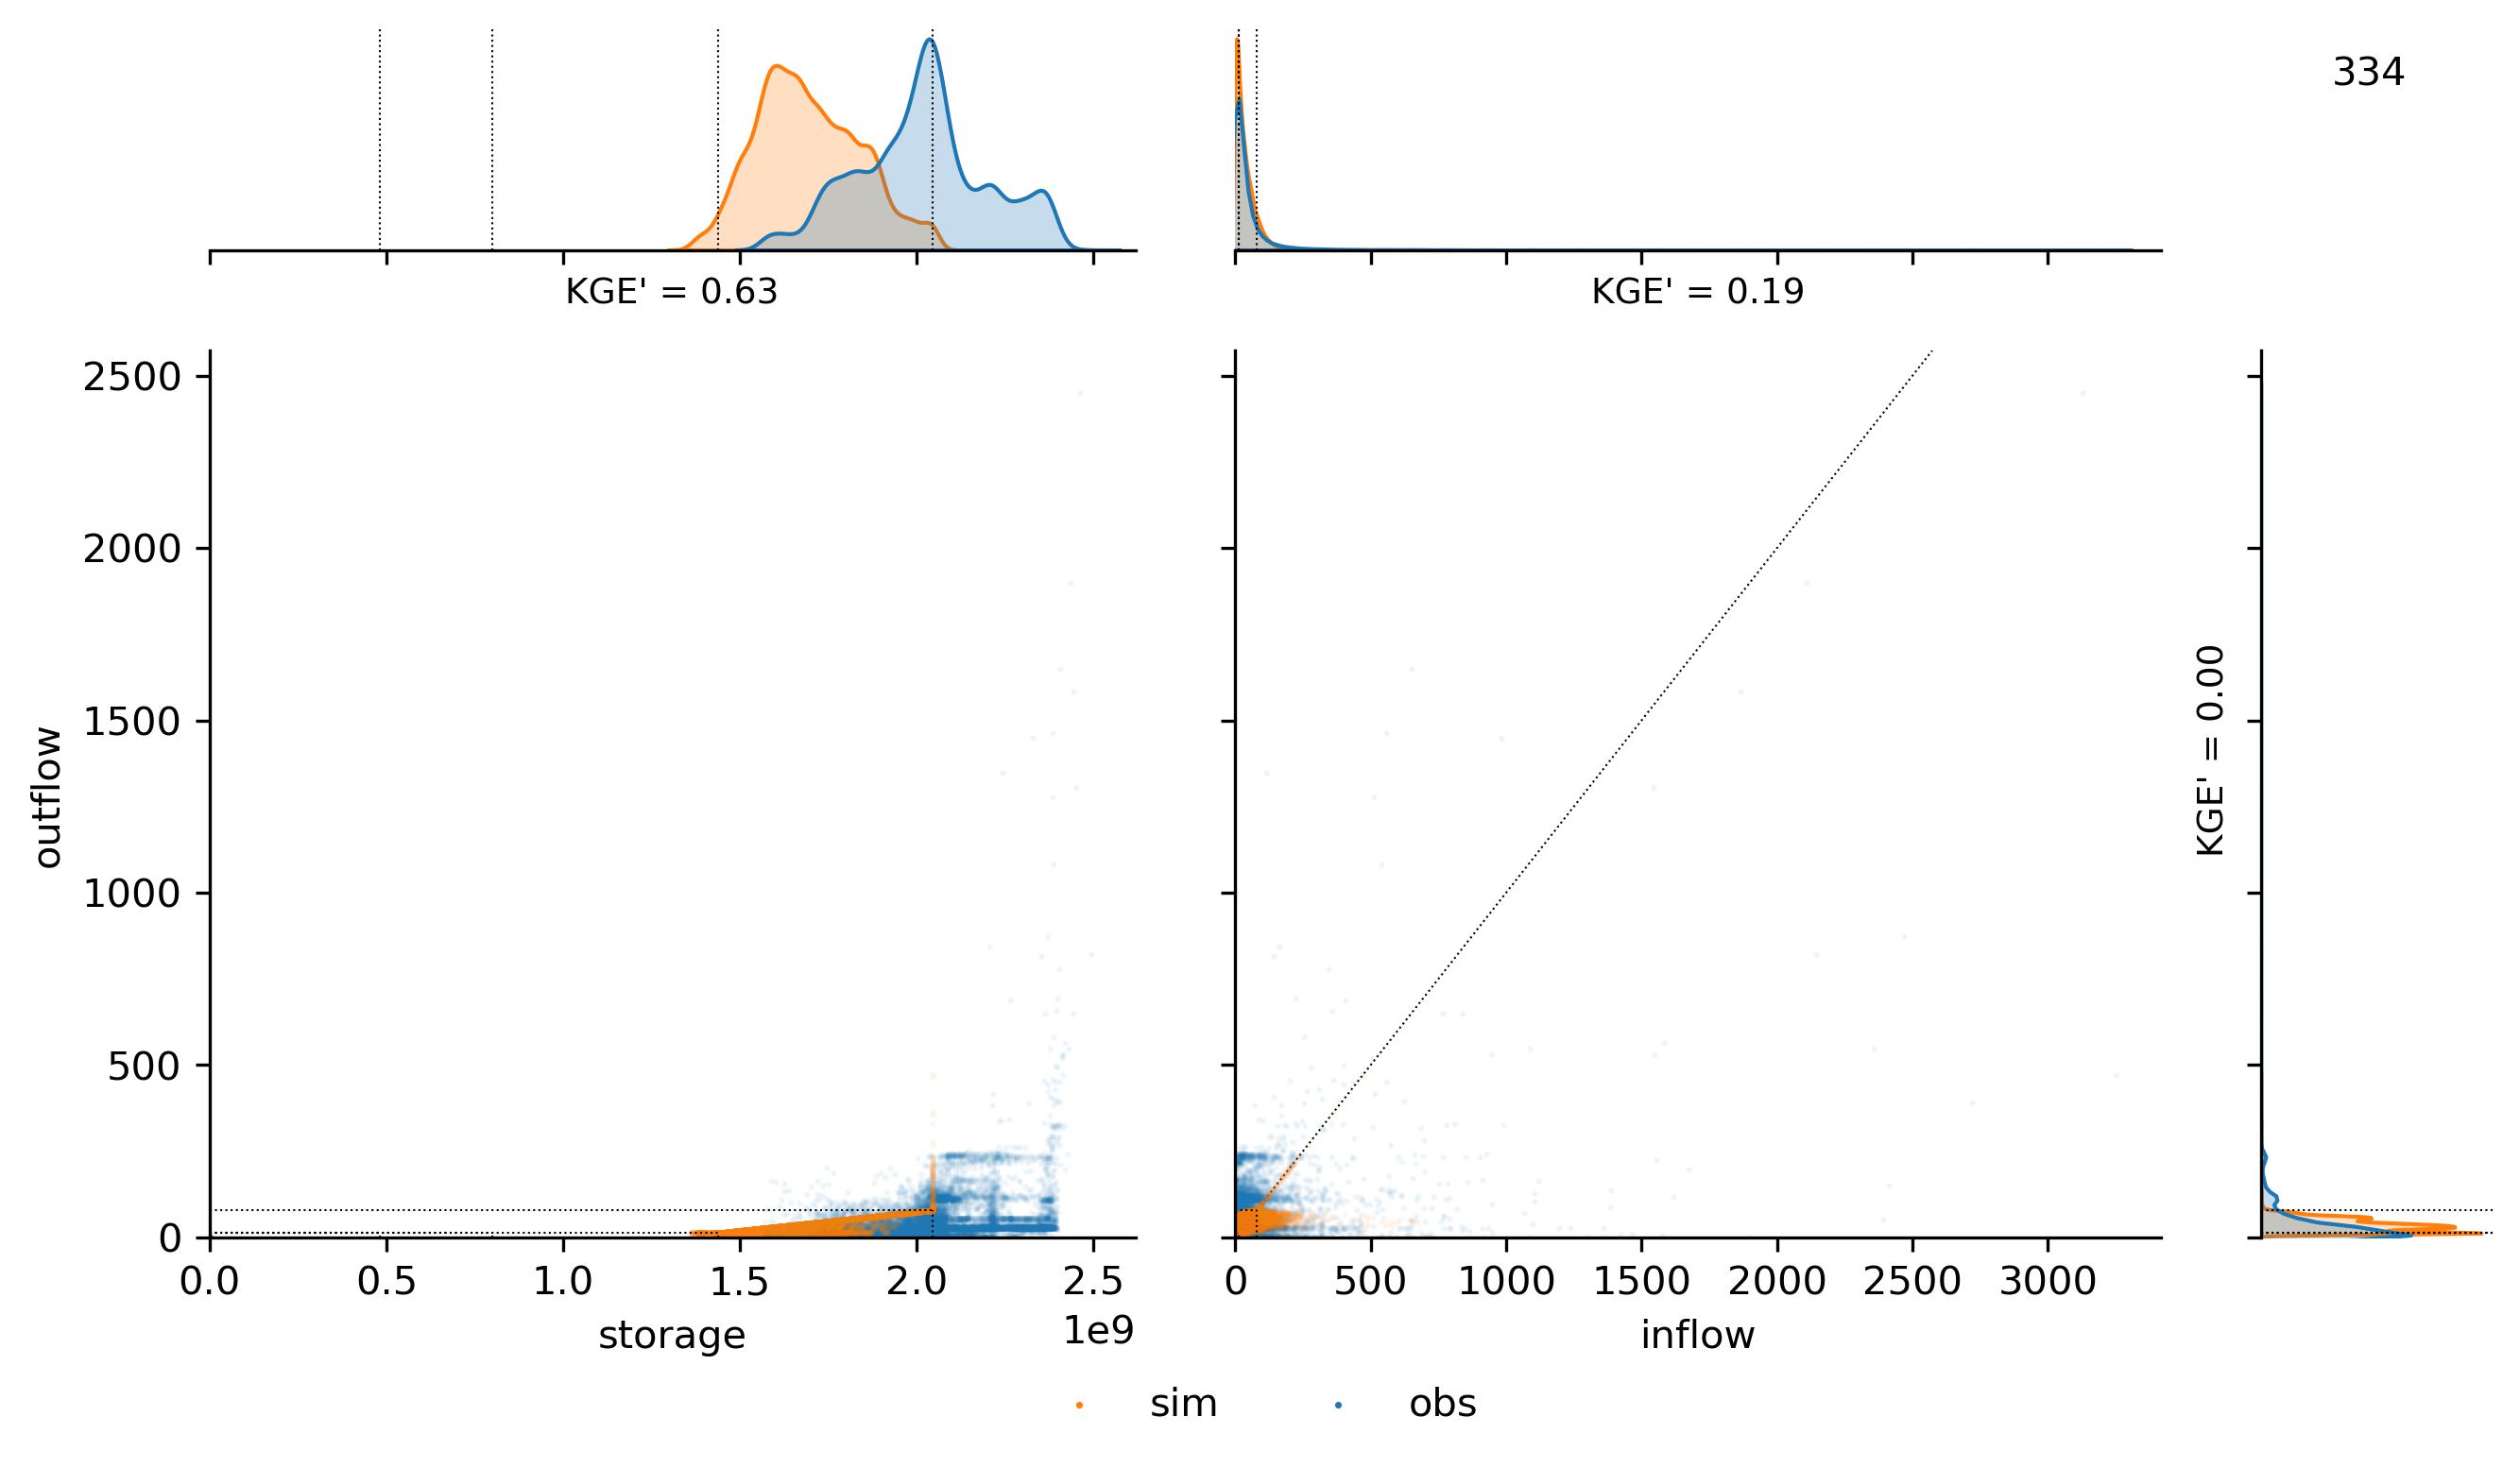 334
KGE' = 0.63
KGE' = 0.19
2500
2000
1500
1000
500
0
outflow
KGE' = 0.00
0.0 0.5 1.0 1.5 2.0 2.5
1e9
storage
0 500 1000 1500 2000 2500 3000
inflow
sim obs